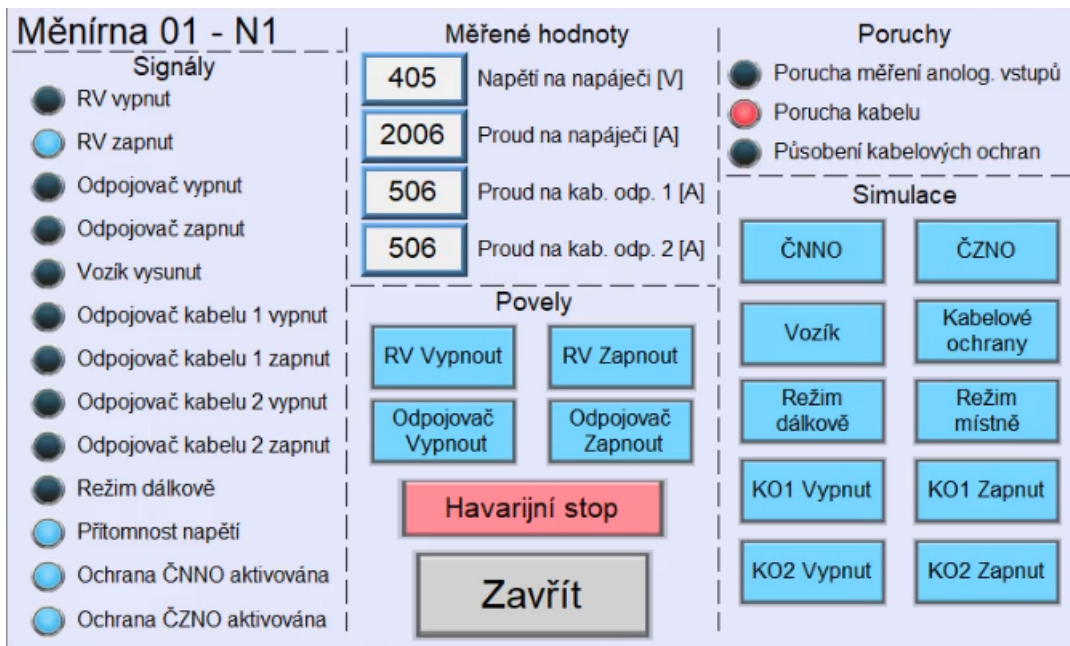 Měnírna 01 - N1
Signály
RV vypnut
RV zapnut
Odpojovač vypnut
Odpojovač zapnut
Vozík vysunut
Odpojovač kabelu 1 vypnut
Odpojovač kabelu 1 zapnut
Odpojovač kabelu 2 vypnut
Odpojovač kabelu 2 zapnut
Režim dálkově
Přítomnost napětí
Ochrana ČNNO aktivována
Ochrana ČZNO aktivována
Měřené hodnoty
405 Napětí na napáječi [V]
2006 Proud na napáječi [A]
506 Proud na kab. odp. 1 [A]
506 Proud na kab. odp. 2 [A]
Povely
RV Vypnout
RV Zapnout
Odpojovač
Vypnout
Odpojovač
Zapnout
Havarijní stop
Zavřít
Poruchy
Porucha měření anolog. vstupů
Porucha kabelu
Působení kabelových ochran
Simulace
ČNNO
ČZNO
Vozík
Kabelové
ochrany
Režim
dálkově
Režim
místně
KO1 Vypnut
KO1 Zapnut
KO2 Vypnut
KO2 Zapnut